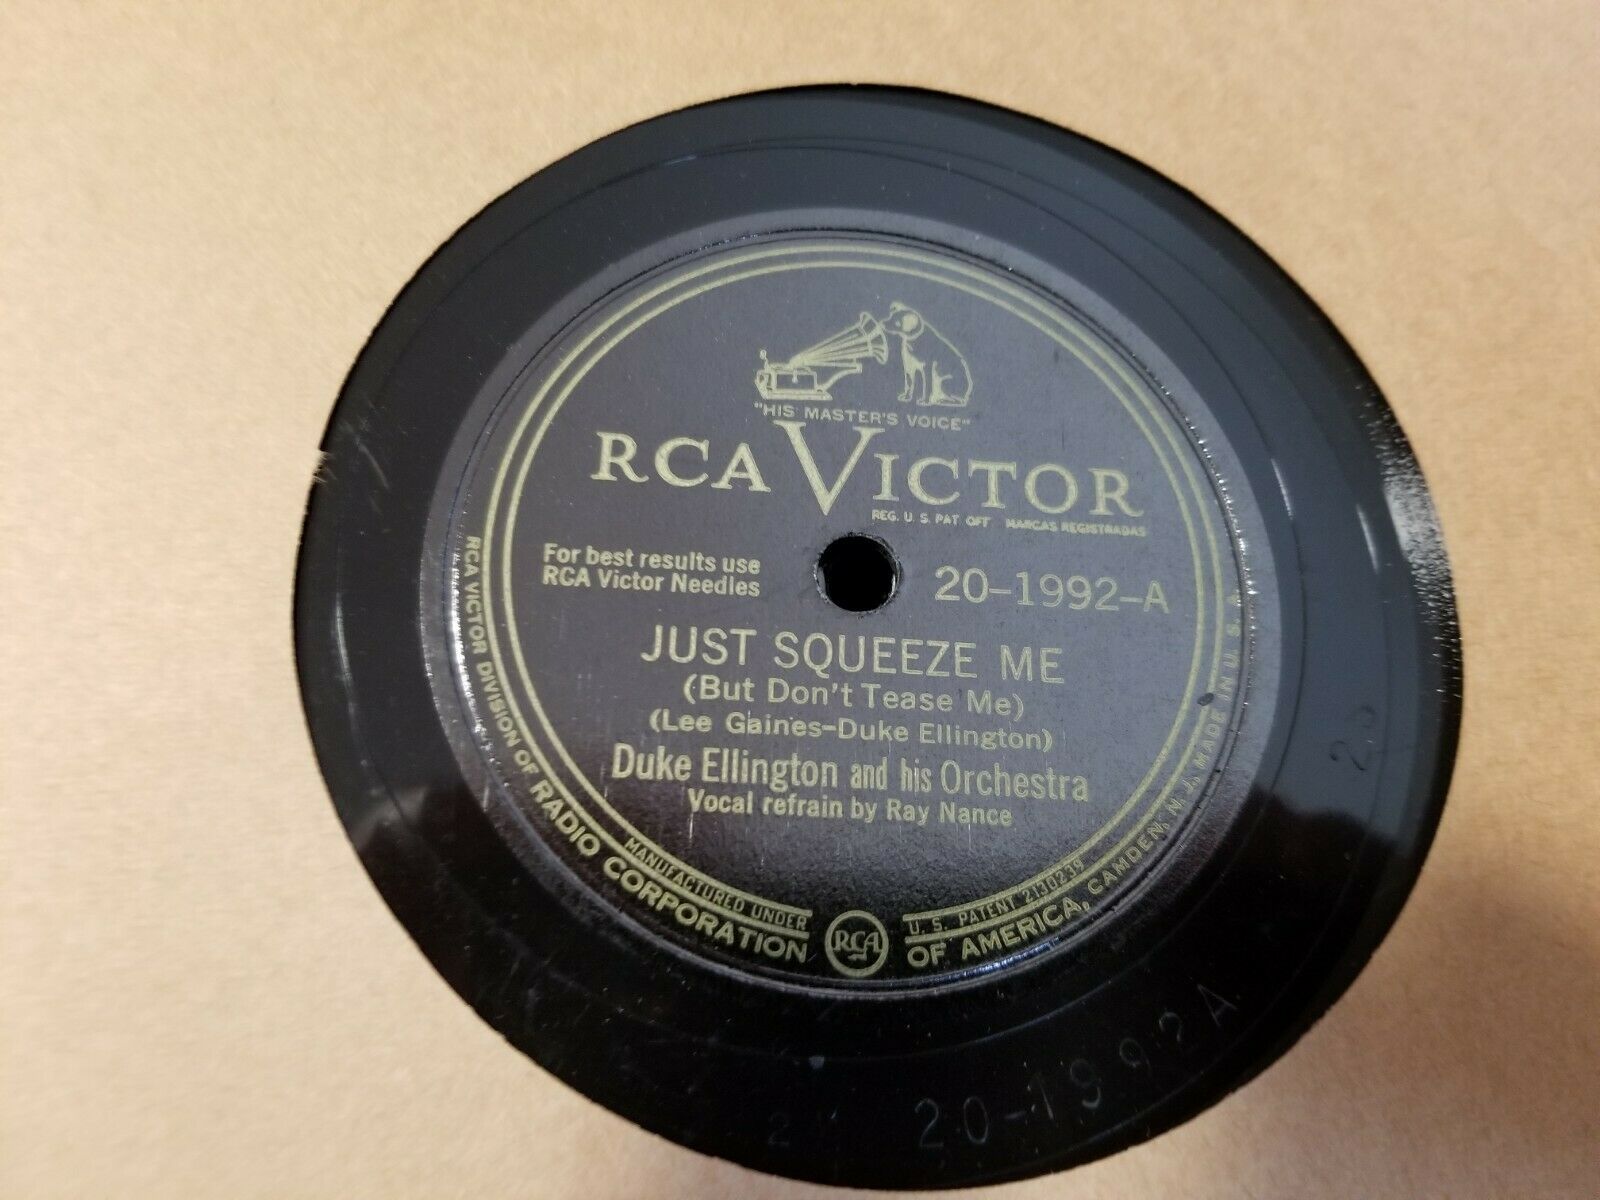 "HIS MASTER'S VOICE"
RCA VICTOR
REG. U. S. PAT. OFF. MARCAS REGISTRADAS
For best results use
RCA Victor Needles
20-1992-A
JUST SQUEEZE ME
(But Don't Tease Me)
(Lee Gaines-Duke Ellington)
Duke Ellington and his Orchestra
Vocal refrain by Ray Nance
MANUFACTURED UNDER U. S. PATENT 2130239
RCA VICTOR DIVISION OF RADIO CORPORATION OF AMERICA, CAMDEN, N. J., MADE IN U. S. A.
RCA
20-1992A